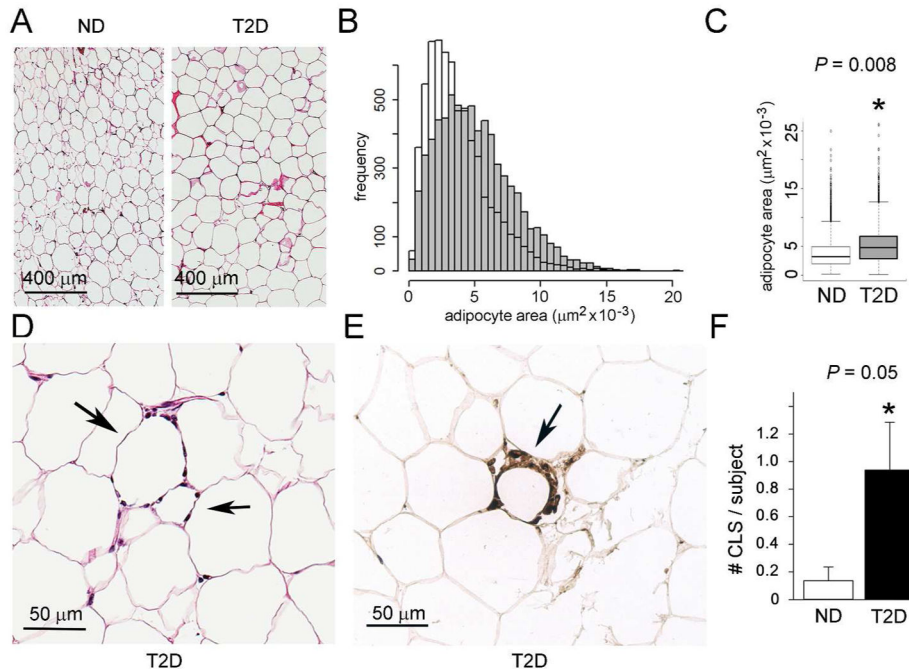 A
ND
T2D
400 μm
400 μm
B
frequency
500
300
100
0
0
5
10
15
20
adipocyte area (μm² x 10⁻³)
C
P = 0.008
*
adipocyte area (μm² x 10⁻³)
25
15
5
0
ND
T2D
D
50 μm
T2D
E
50 μm
T2D
F
P = 0.05
*
# CLS / subject
1.2
1.0
0.8
0.6
0.4
0.2
0
ND
T2D